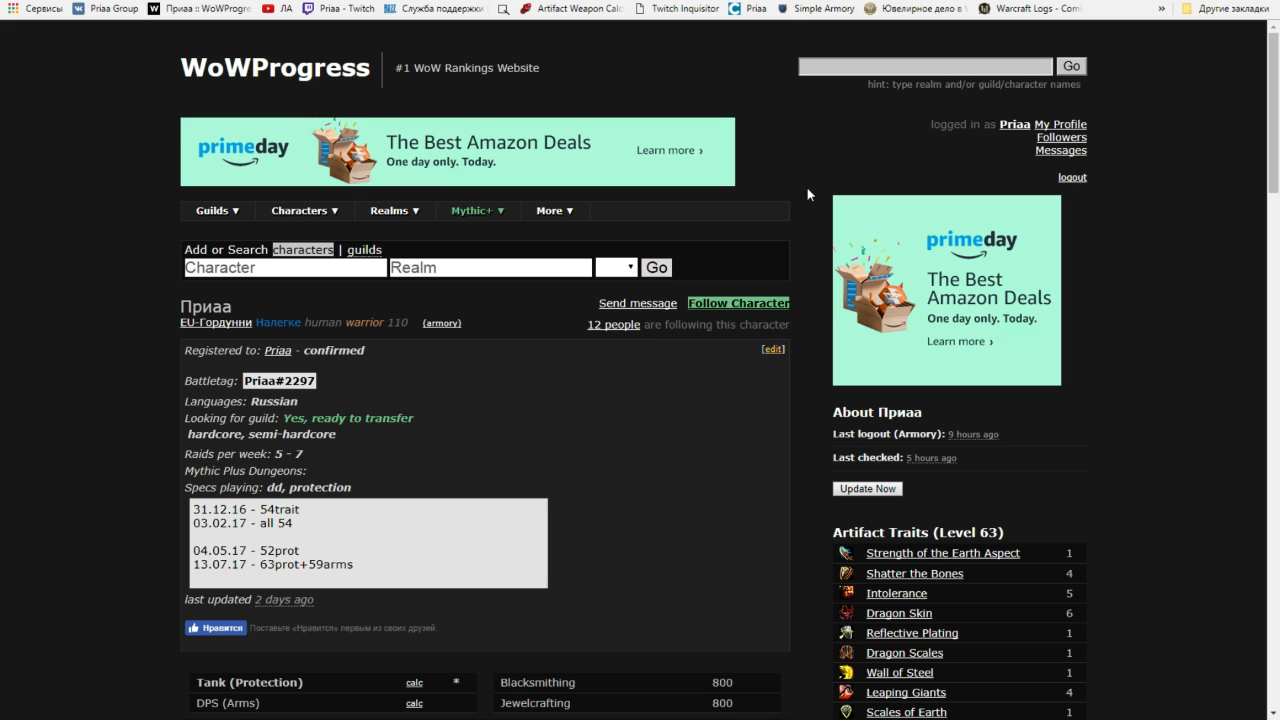 Сервисы
Priaa Group
Приаа :: WoWProgre
ЛА
Priaa - Twitch
Служба поддержки
Artifact Weapon Calc
Twitch Inquisitor
Priaa
Simple Armory
Ювелирное дело в
Warcraft Logs - Com
»
Другие закладки
WoWProgress
#1 WoW Rankings Website
Go
hint: type realm and/or guild/character names
primeday
The Best Amazon Deals
One day only. Today.
Learn more ›
logged in as Priaa My Profile
Followers
Messages
logout
Guilds ▼
Characters ▼
Realms ▼
Mythic+ ▼
More ▼
Add or Search characters | guilds
Character
Realm
Go
Приаа
Send message
Follow Character
EU-Гордунни Налегке human warrior 110 (armory)
12 people are following this character
Registered to: Priaa - confirmed
[edit]
Battletag: Priaa#2297
Languages: Russian
Looking for guild: Yes, ready to transfer
hardcore, semi-hardcore
Raids per week: 5 - 7
Mythic Plus Dungeons:
Specs playing: dd, protection
31.12.16 - 54trait
03.02.17 - all 54
04.05.17 - 52prot
13.07.17 - 63prot+59arms
last updated 2 days ago
Нравится
Поставьте «Нравится» первым из своих друзей.
Tank (Protection) calc *
DPS (Arms) calc
Blacksmithing 800
Jewelcrafting 800
primeday
The Best
Amazon Deals
One day only. Today.
Learn more ›
About Приаа
Last logout (Armory): 9 hours ago
Last checked: 5 hours ago
Update Now
Artifact Traits (Level 63)
Strength of the Earth Aspect 1
Shatter the Bones 4
Intolerance 5
Dragon Skin 6
Reflective Plating 1
Dragon Scales 1
Wall of Steel 1
Leaping Giants 4
Scales of Earth 1